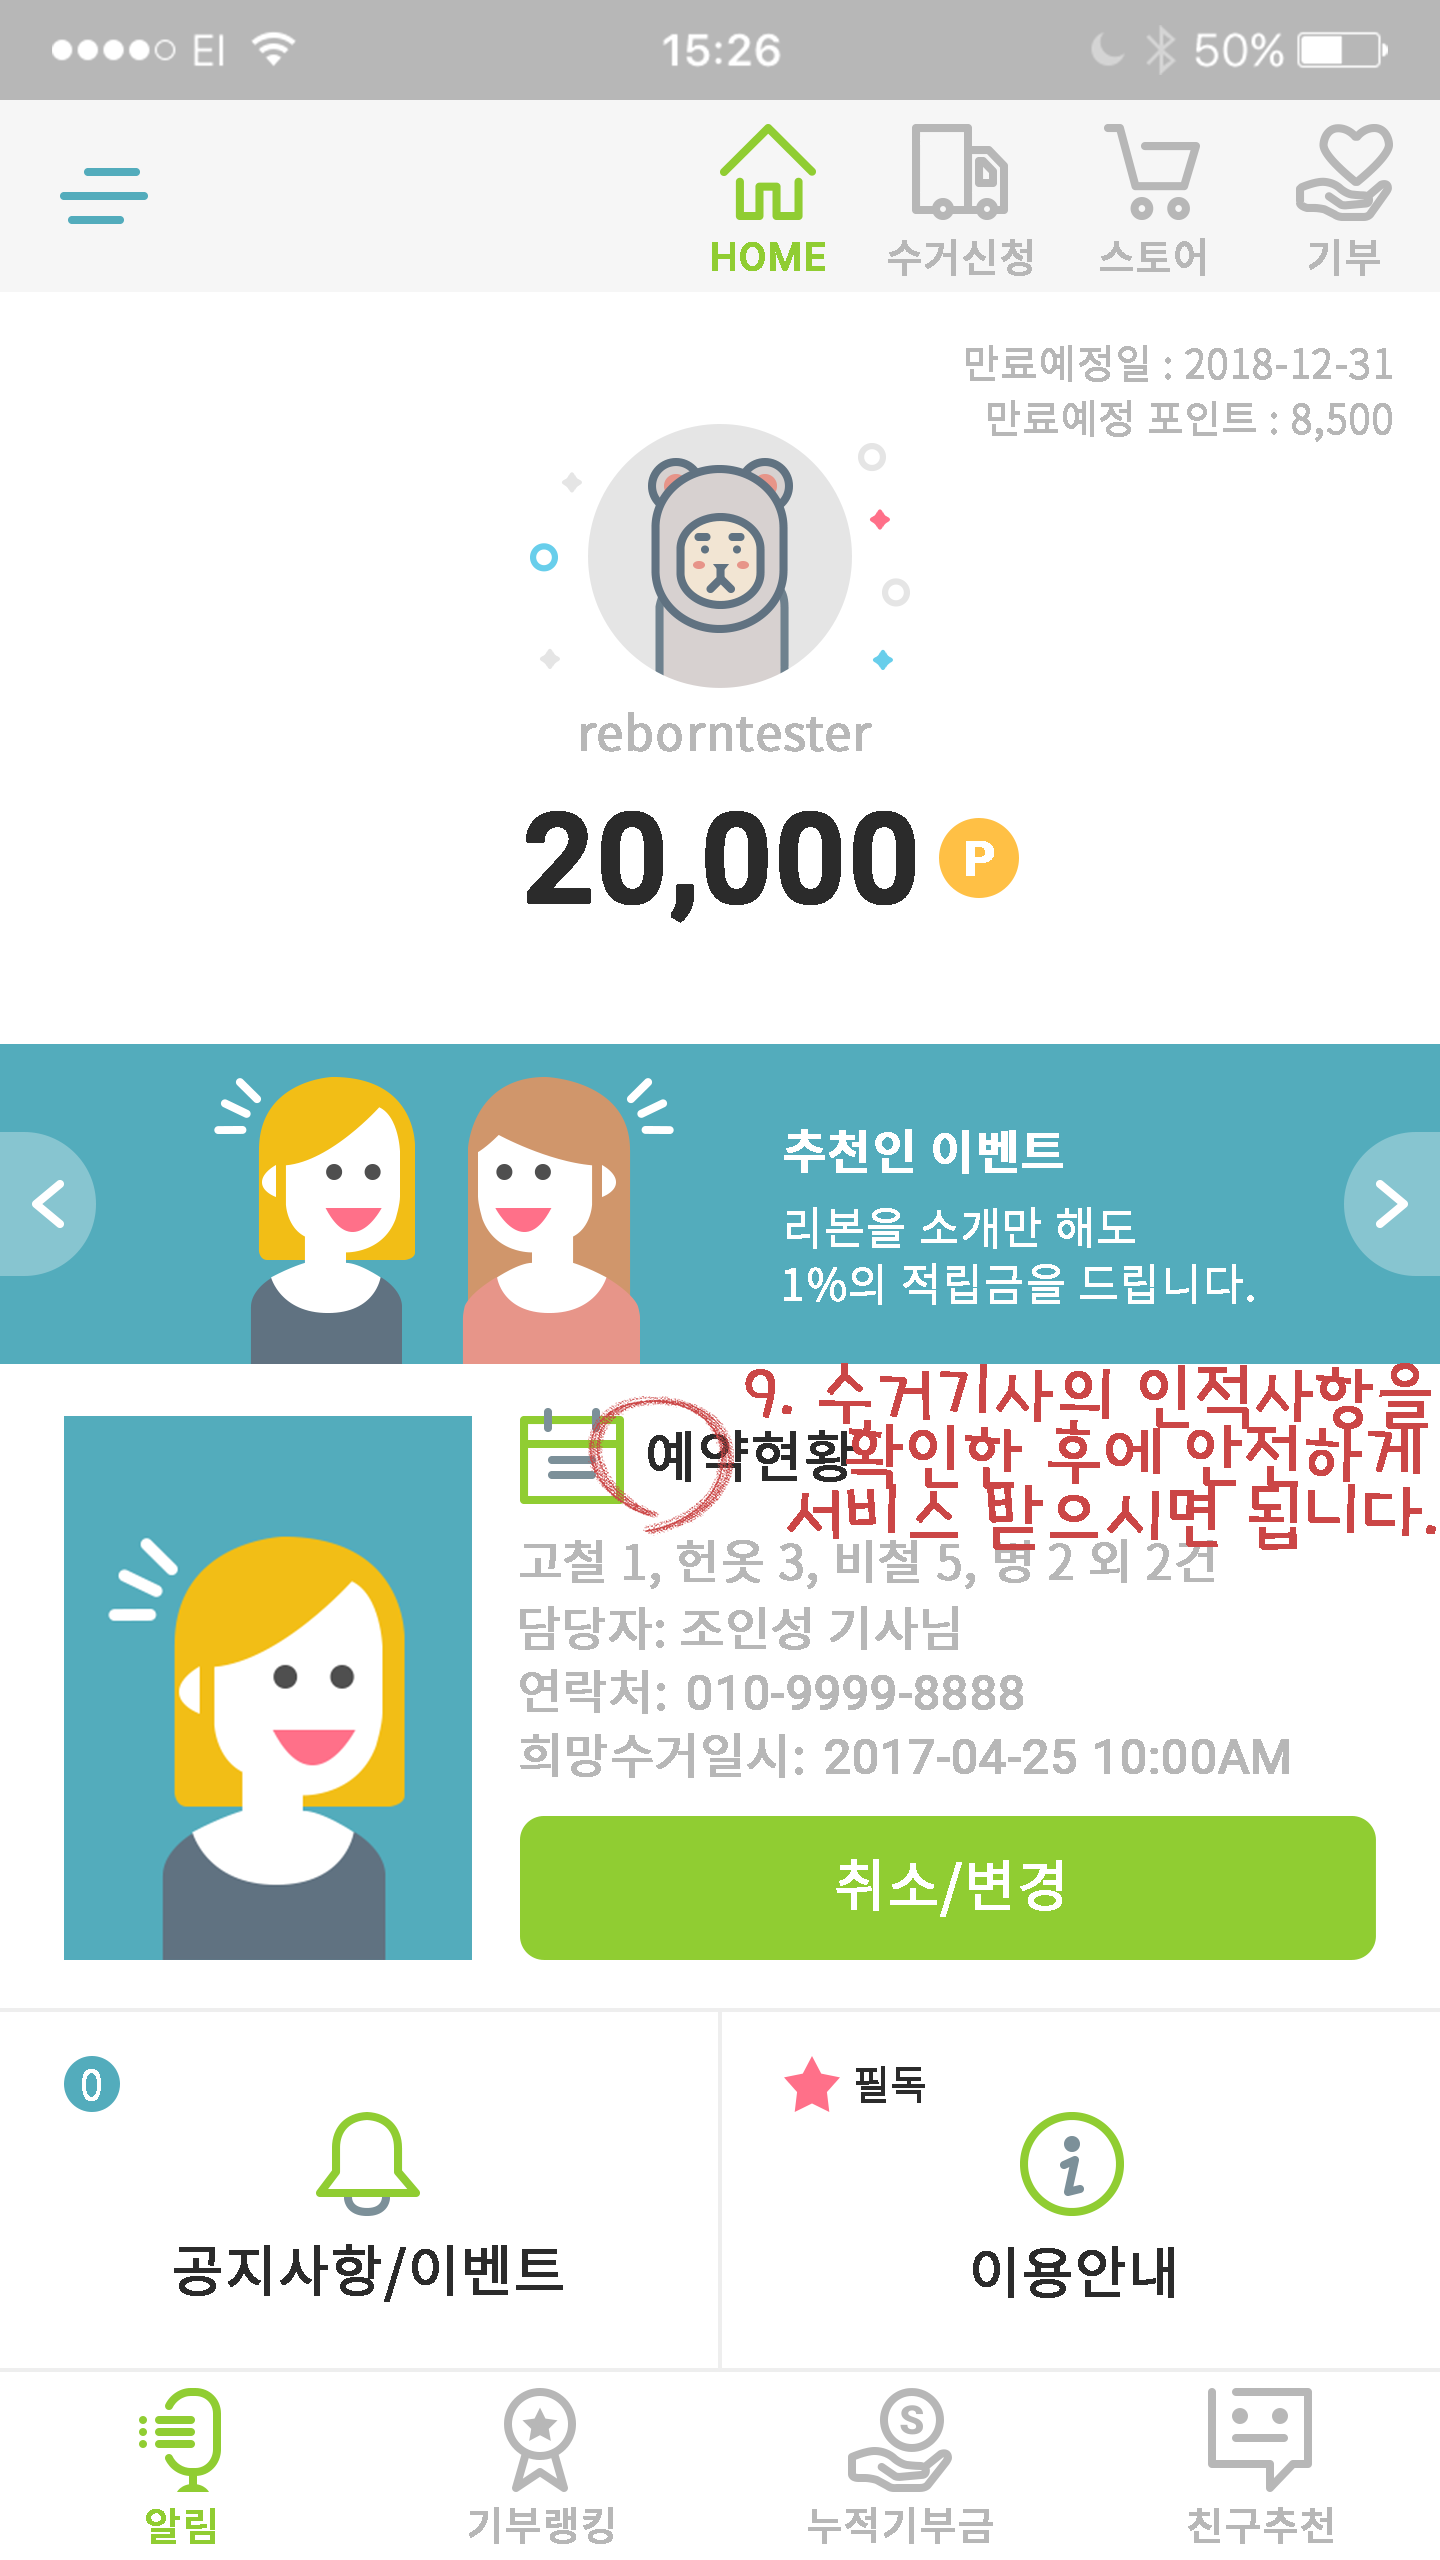 EI 15:26 50%
HOME 수거신청 스토어 기부
만료예정일 : 2018-12-31
만료예정 포인트 : 8,500
reborntester
20,000 P
추천인 이벤트
리본을 소개만 해도
1%의 적립금을 드립니다.
9. 수거기사의 인적사항을
확인한 후에 안전하게
서비스 받으시면 됩니다.
예약현황
고철 1, 헌옷 3, 비철 5, 병 2 외 2건
담당자: 조인성 기사님
연락처: 010-9999-8888
희망수거일시: 2017-04-25 10:00AM
취소/변경
0
공지사항/이벤트
필독
이용안내
알림 기부랭킹 누적기부금 친구추천